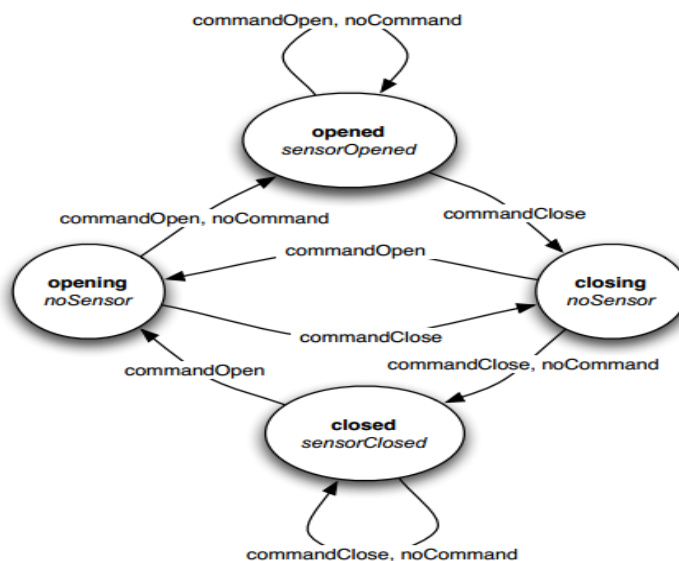 commandOpen, noCommand
opened
sensorOpened
commandOpen, noCommand
commandClose
commandOpen
opening
noSensor
closing
noSensor
commandClose
commandClose, noCommand
commandOpen
closed
sensorClosed
commandClose, noCommand